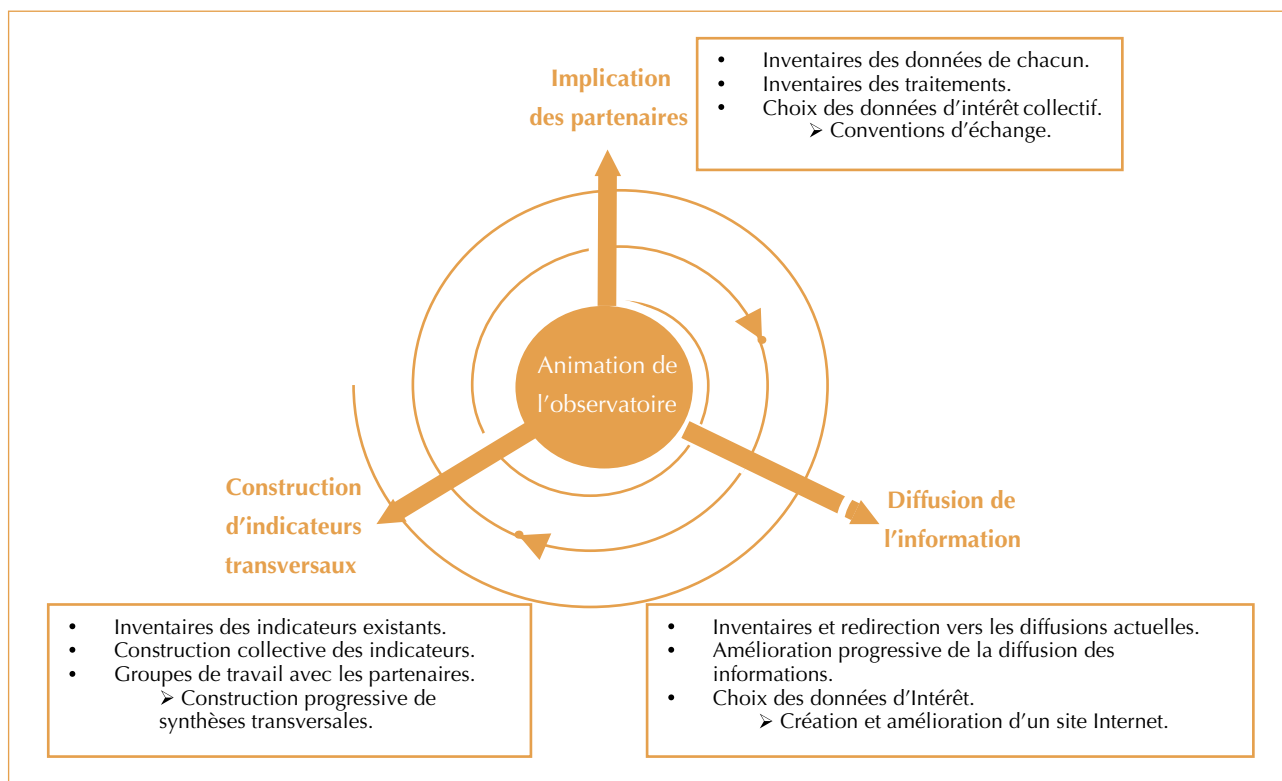 Implication
des partenaires
• Inventaires des données de chacun.
• Inventaires des traitements.
• Choix des données d'intérêt collectif.
➢ Conventions d'échange.
Animation de
l'observatoire
Construction
d'indicateurs
transversaux
Diffusion de
l'information
• Inventaires des indicateurs existants.
• Construction collective des indicateurs.
• Groupes de travail avec les partenaires.
➢ Construction progressive de
synthèses transversales.
• Inventaires et redirection vers les diffusions actuelles.
• Amélioration progressive de la diffusion des
informations.
• Choix des données d'Intérêt.
➢ Création et amélioration d'un site Internet.